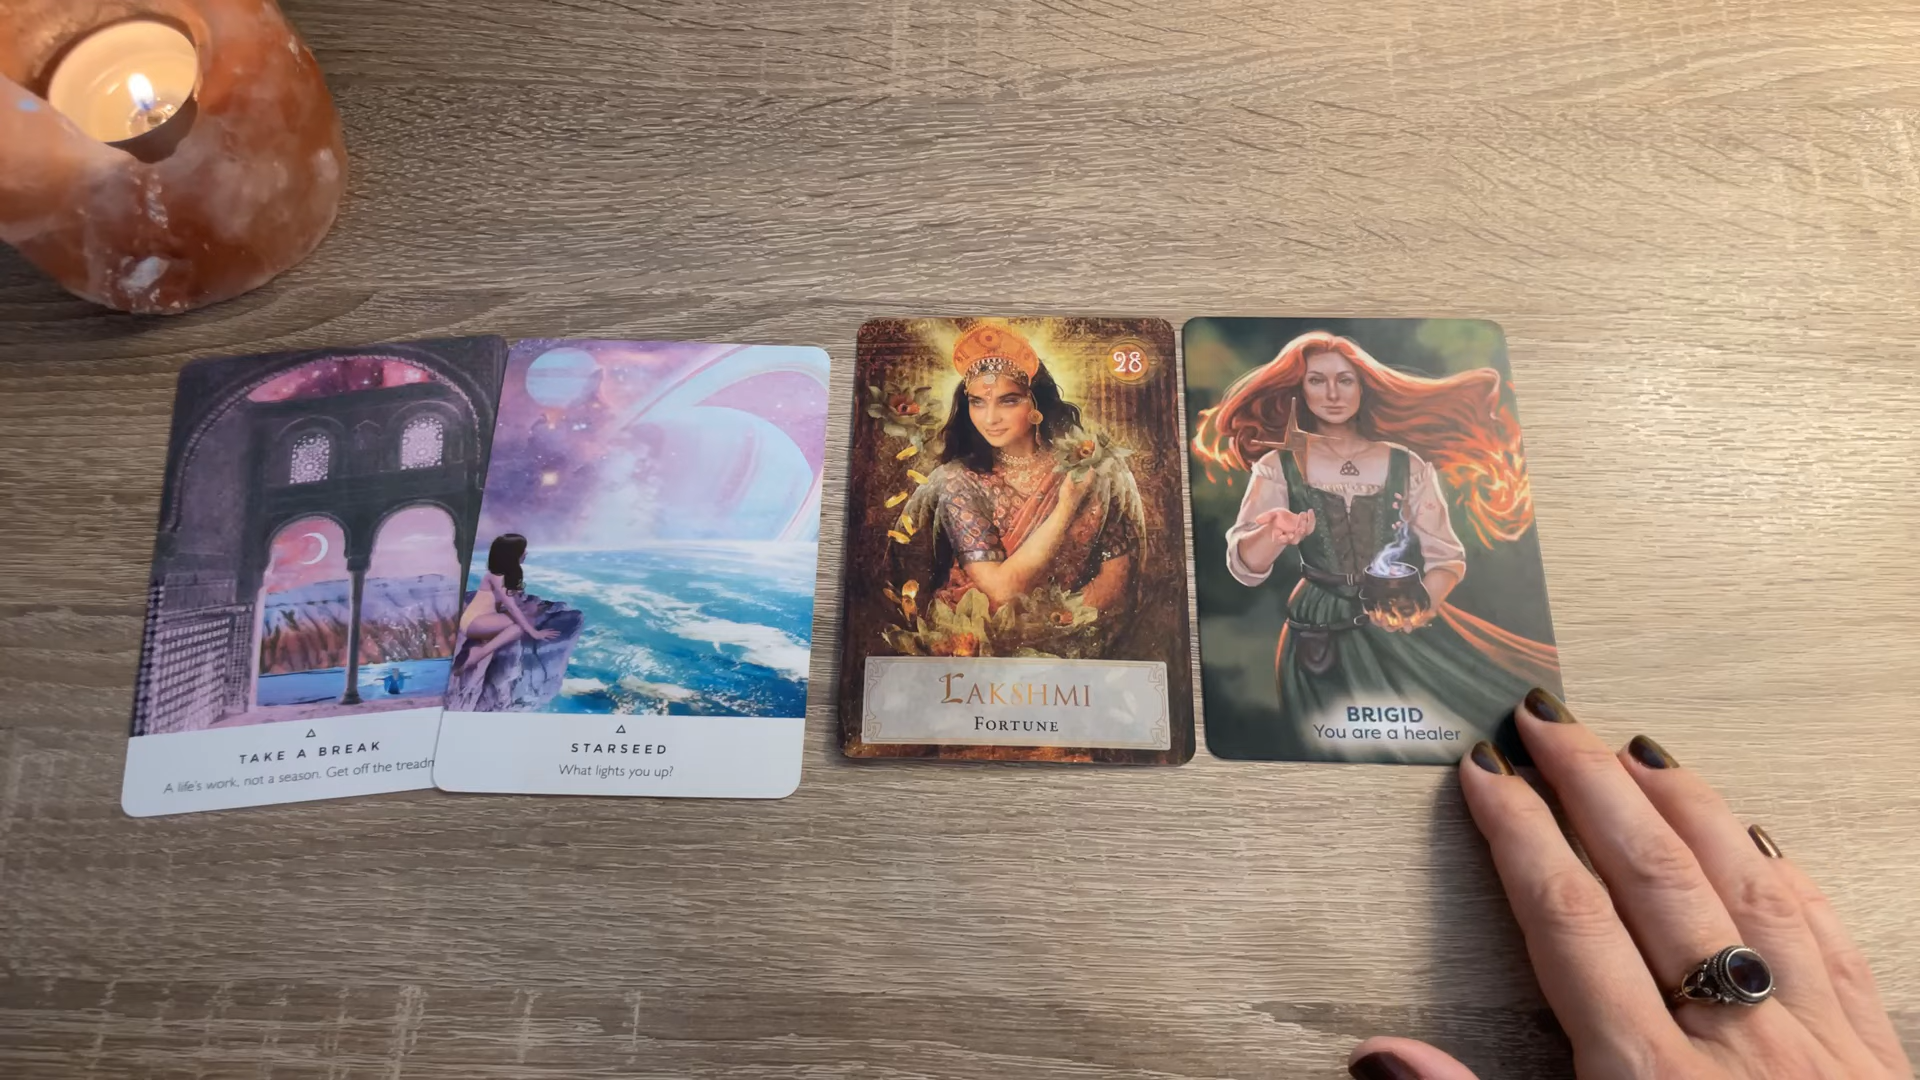 TAKE A BREAK
A life's work, not a season. Get off the
STARSEED
What lights you up?
28
LAKSHMI
FORTUNE
BRIGID
You are a healer